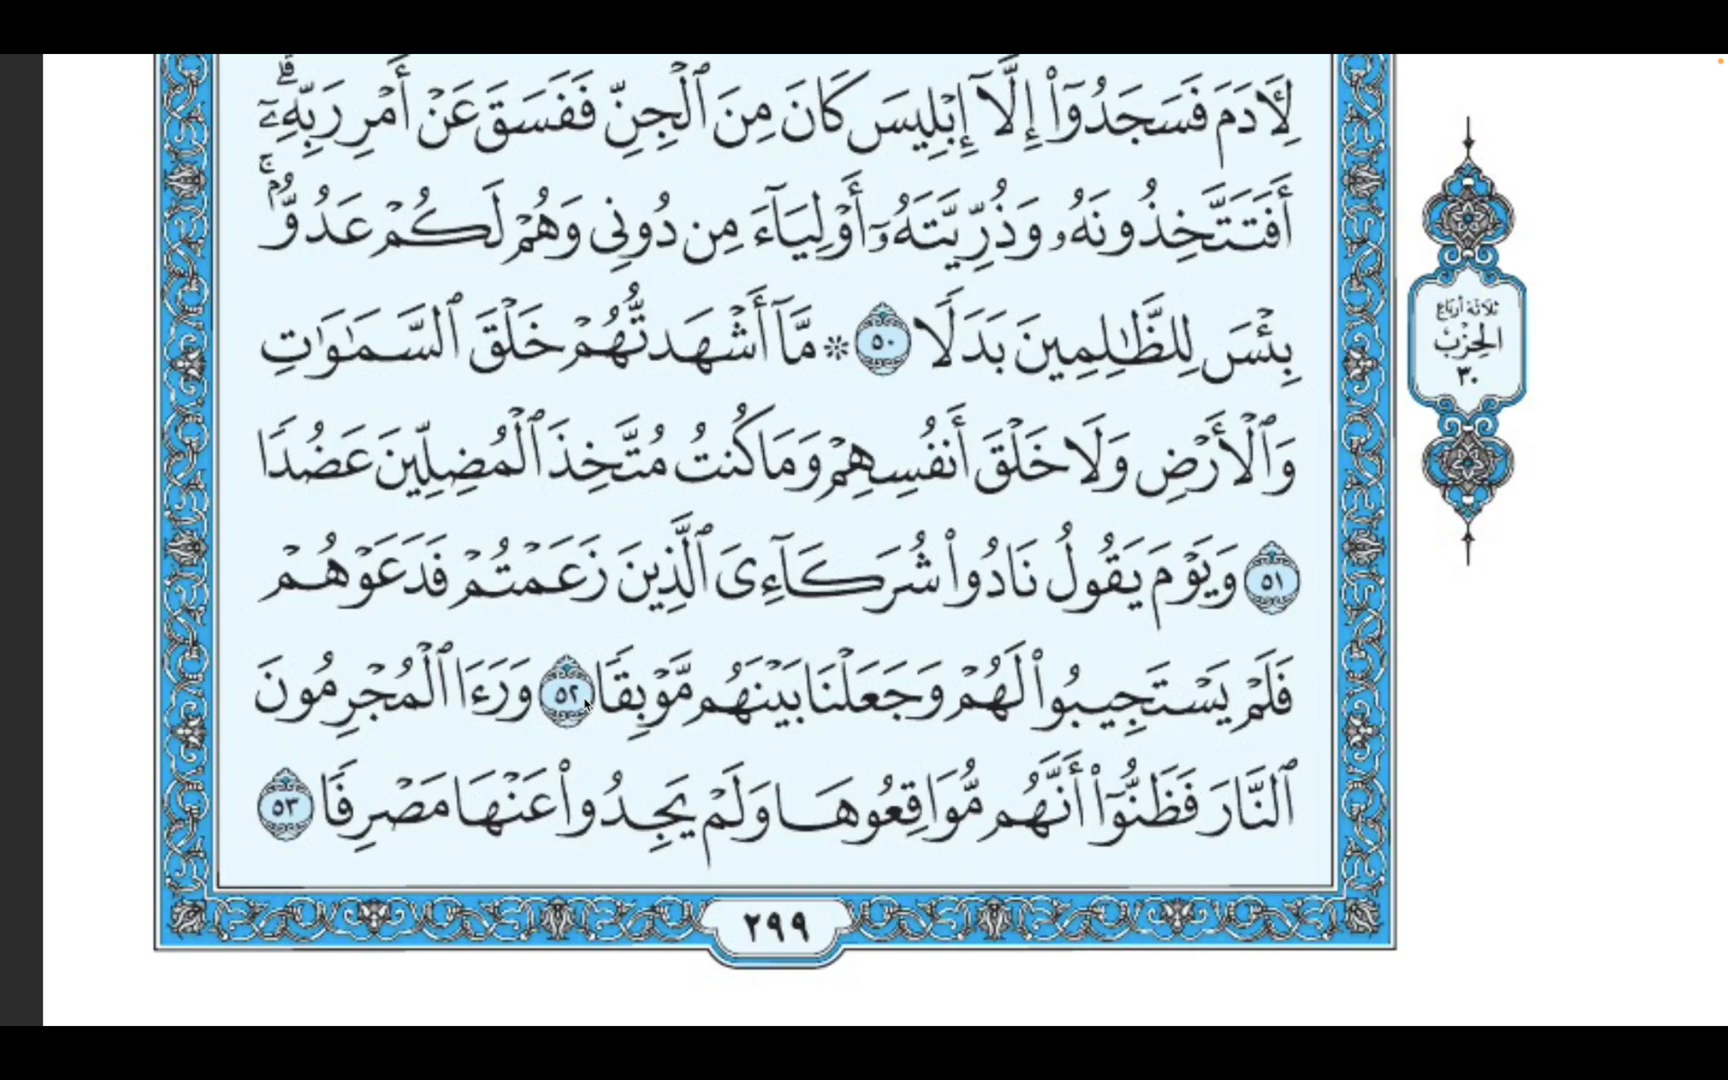 لِأٓدَمَ فَسَجَدُوٓا۟ إِلَّآ إِبْلِيسَ كَانَ مِنَ ٱلْجِنِّ فَفَسَقَ عَنْ أَمْرِ رَبِّهِۦٓ ۗ
أَفَتَتَّخِذُونَهُۥ وَذُرِّيَّتَهُۥٓ أَوْلِيَآءَ مِن دُونِى وَهُمْ لَكُمْ عَدُوٌّۢ ۚ
بِئْسَ لِلظَّـٰلِمِينَ بَدَلًا ٥٠ ۞ مَّآ أَشْهَدتُّهُمْ خَلْقَ ٱلسَّمَـٰوَٰتِ
وَٱلْأَرْضِ وَلَا خَلْقَ أَنفُسِهِمْ وَمَا كُنتُ مُتَّخِذَ ٱلْمُضِلِّينَ عَضُدًا
٥١ وَيَوْمَ يَقُولُ نَادُوا۟ شُرَكَآءِىَ ٱلَّذِينَ زَعَمْتُمْ فَدَعَوْهُمْ
فَلَمْ يَسْتَجِيبُوا۟ لَهُمْ وَجَعَلْنَا بَيْنَهُم مَّوْبِقًا ٥٢ وَرَءَا ٱلْمُجْرِمُونَ
ٱلنَّارَ فَظَنُّوٓا۟ أَنَّهُم مُّوَاقِعُوهَا وَلَمْ يَجِدُوا۟ عَنْهَا مَصْرِفًا ٥٣
٢٩٩
ثلاثة أرباع
الحزب
٣٠